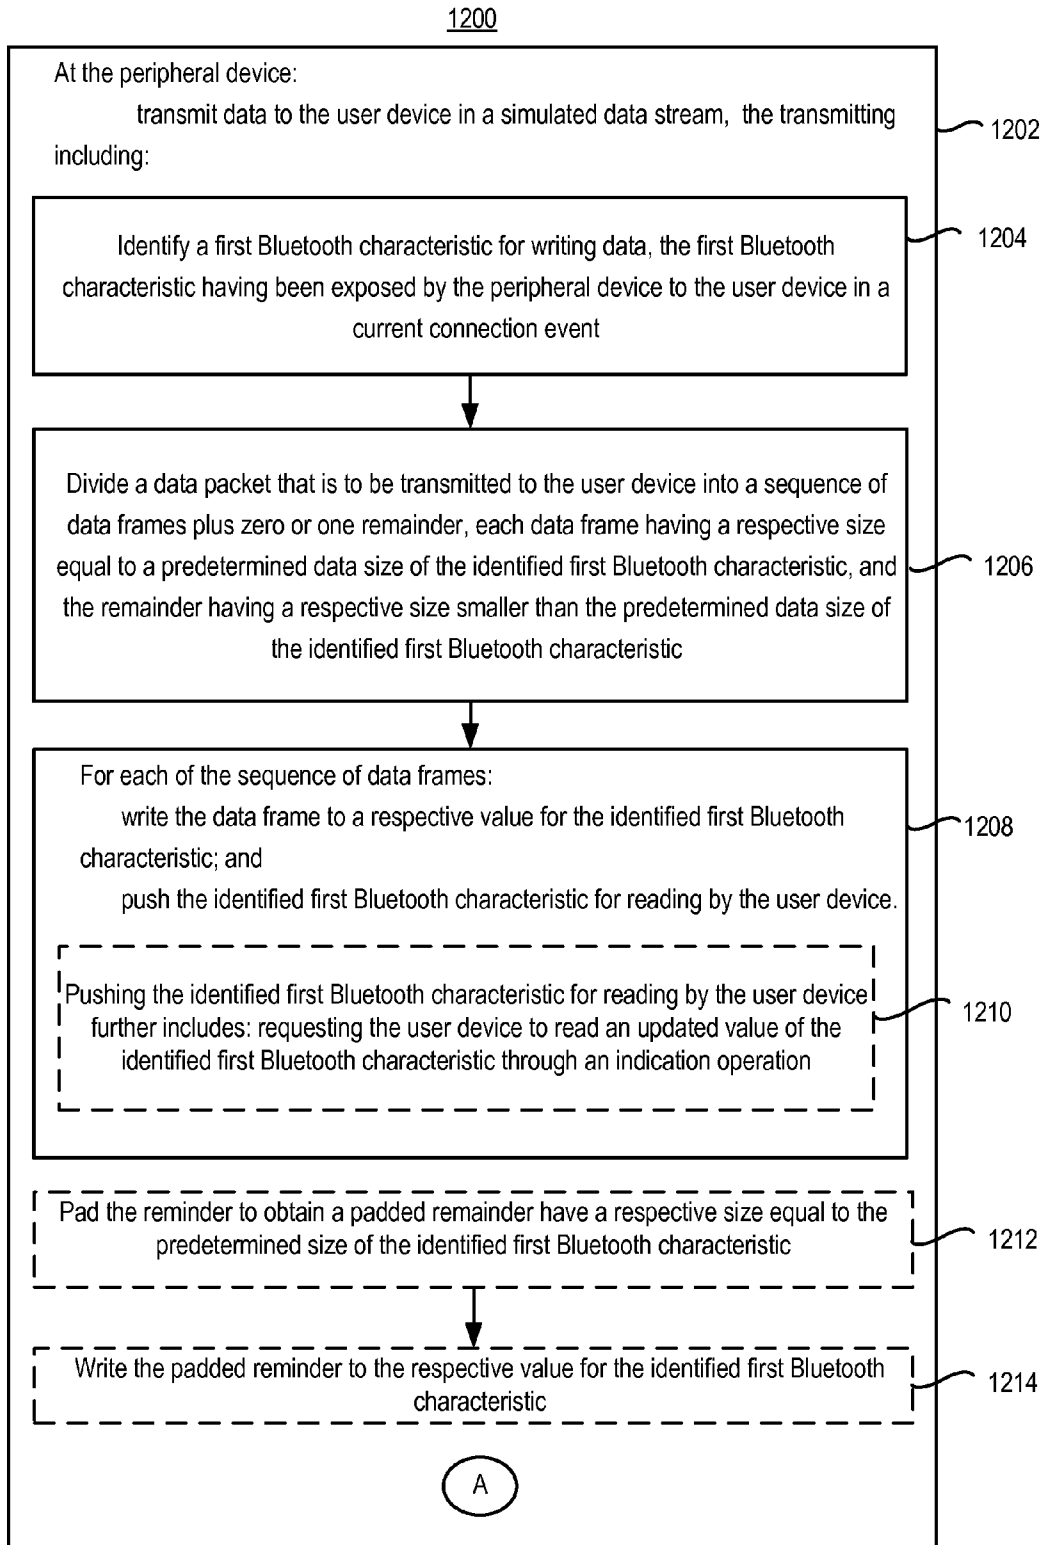 1200
At the peripheral device:
transmit data to the user device in a simulated data stream, the transmitting
including:
1202
Identify a first Bluetooth characteristic for writing data, the first Bluetooth
characteristic having been exposed by the peripheral device to the user device in a
current connection event
1204
Divide a data packet that is to be transmitted to the user device into a sequence of
data frames plus zero or one remainder, each data frame having a respective size
equal to a predetermined data size of the identified first Bluetooth characteristic, and
the remainder having a respective size smaller than the predetermined data size of
the identified first Bluetooth characteristic
1206
For each of the sequence of data frames:
write the data frame to a respective value for the identified first Bluetooth
characteristic; and
push the identified first Bluetooth characteristic for reading by the user device.
1208
Pushing the identified first Bluetooth characteristic for reading by the user device
further includes: requesting the user device to read an updated value of the
identified first Bluetooth characteristic through an indication operation
1210
Pad the reminder to obtain a padded remainder have a respective size equal to the
predetermined size of the identified first Bluetooth characteristic
1212
Write the padded reminder to the respective value for the identified first Bluetooth
characteristic
1214
A